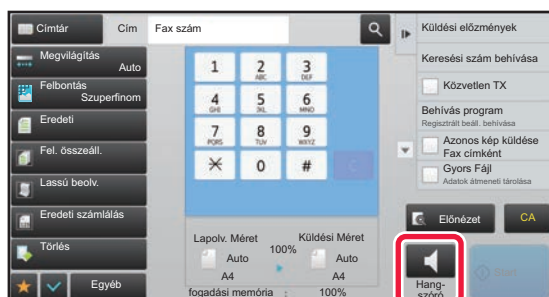 Címtár
Cím
Fax szám
Megvilágítás
Auto
Felbontás
Szuperfinom
Eredeti
Fel. összeáll.
Lassú beolv.
Eredeti számlálás
Törlés
Egyéb
1
2 ABC
3 DEF
4 GHI
5 JKL
6 MNO
7 PQRS
8 TUV
9 WXYZ
0
#
C
Lapolv. Méret
100%
Küldési Méret
Auto
Auto
A4
A4
fogadási memória : 100%
Küldési előzmények
Keresési szám behívása
Közvetlen TX
Behívás program
Regisztrált beáll. behívása
Azonos kép küldése
Fax címként
Gyors Fájl
Adatok átmeneti tárolása
Előnézet
CA
Hang-
szóró
Start